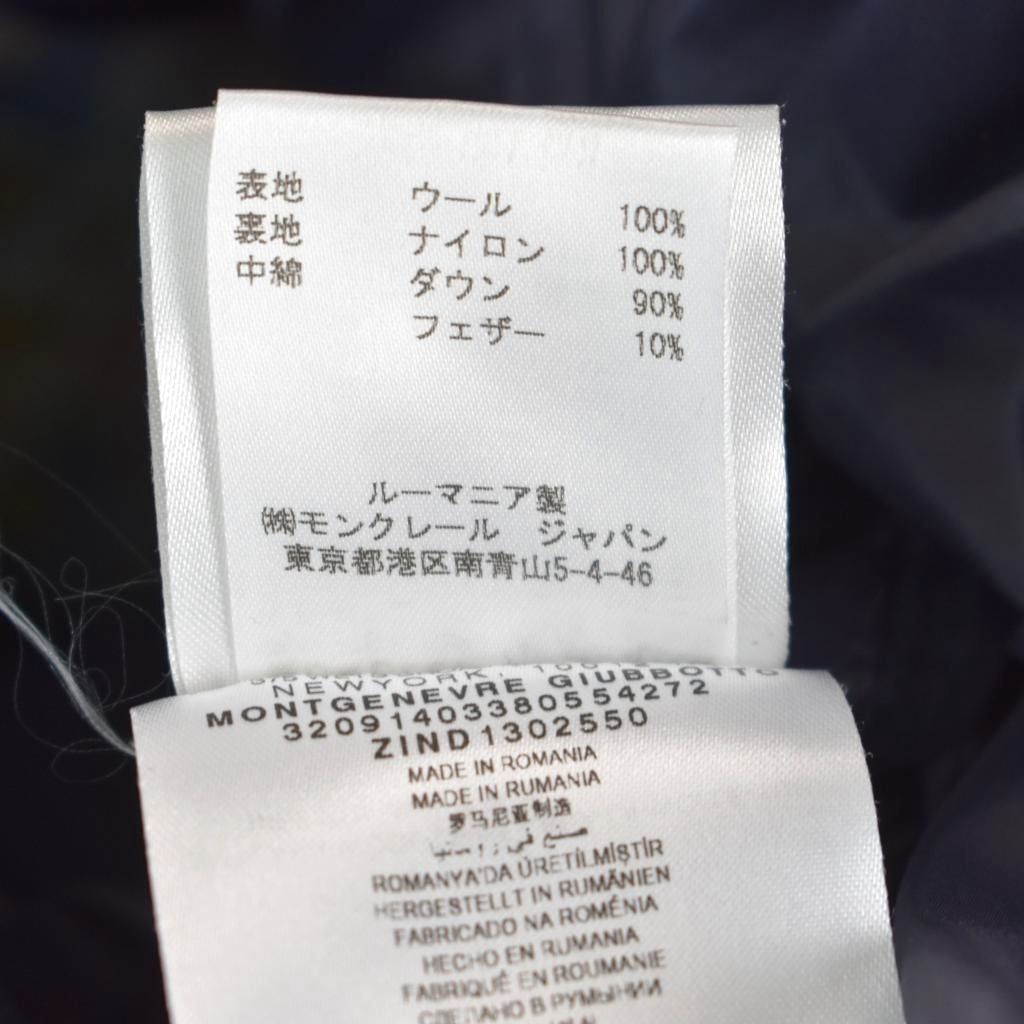 表地 ウール 100%
裏地 ナイロン 100%
中綿 ダウン 90%
フェザー 10%
ルーマニア製
㈱モンクレール ジャパン
東京都港区南青山5-4-46
NEWYORK,
MONTGENEVRE GIUBBOTTO
32091403380554272
ZIND1302550
MADE IN ROMANIA
MADE IN RUMANIA
罗马尼亚制造
صنع في رومانيا
ROMANYA'DA ÜRETİLMİŞTİR
HERGESTELLT IN RUMÄNIEN
FABRICADO NA ROMÉNIA
HECHO EN RUMANIA
FABRIQUÉ EN ROUMANIE
СДЕЛАНО В РУМЫНИИ